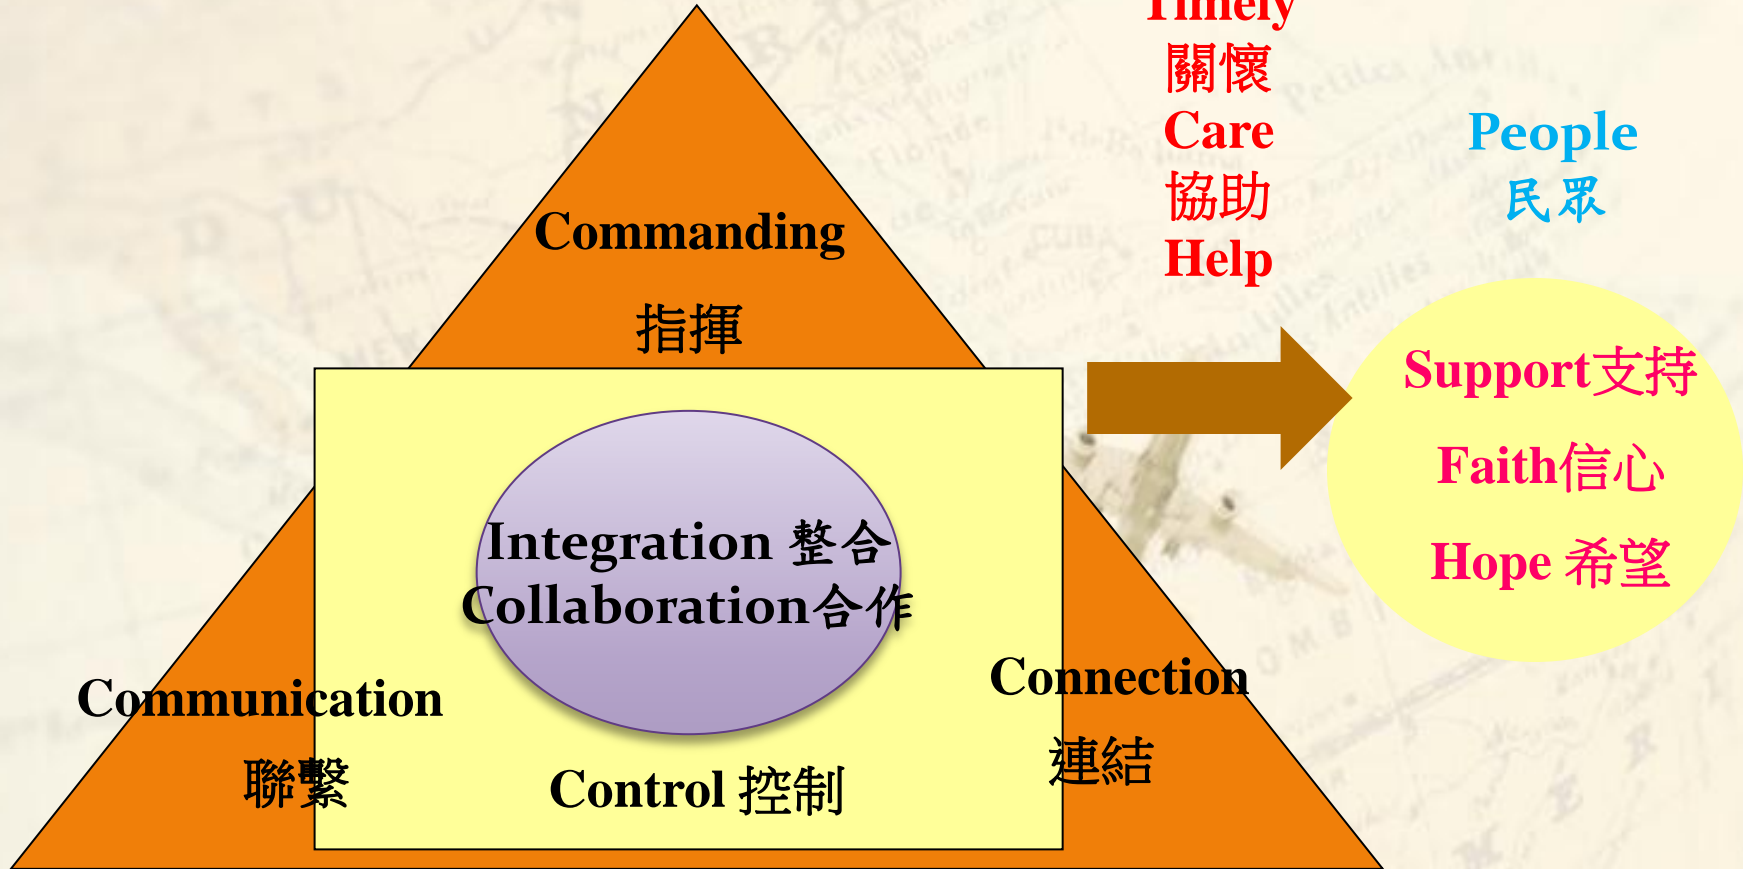 Timely
關懷
Care
協助
Help
People
民眾
Commanding
指揮
Support支持
Faith信心
Hope 希望
Integration 整合
Collaboration合作
Communication
聯繫
Connection
連結
Control 控制